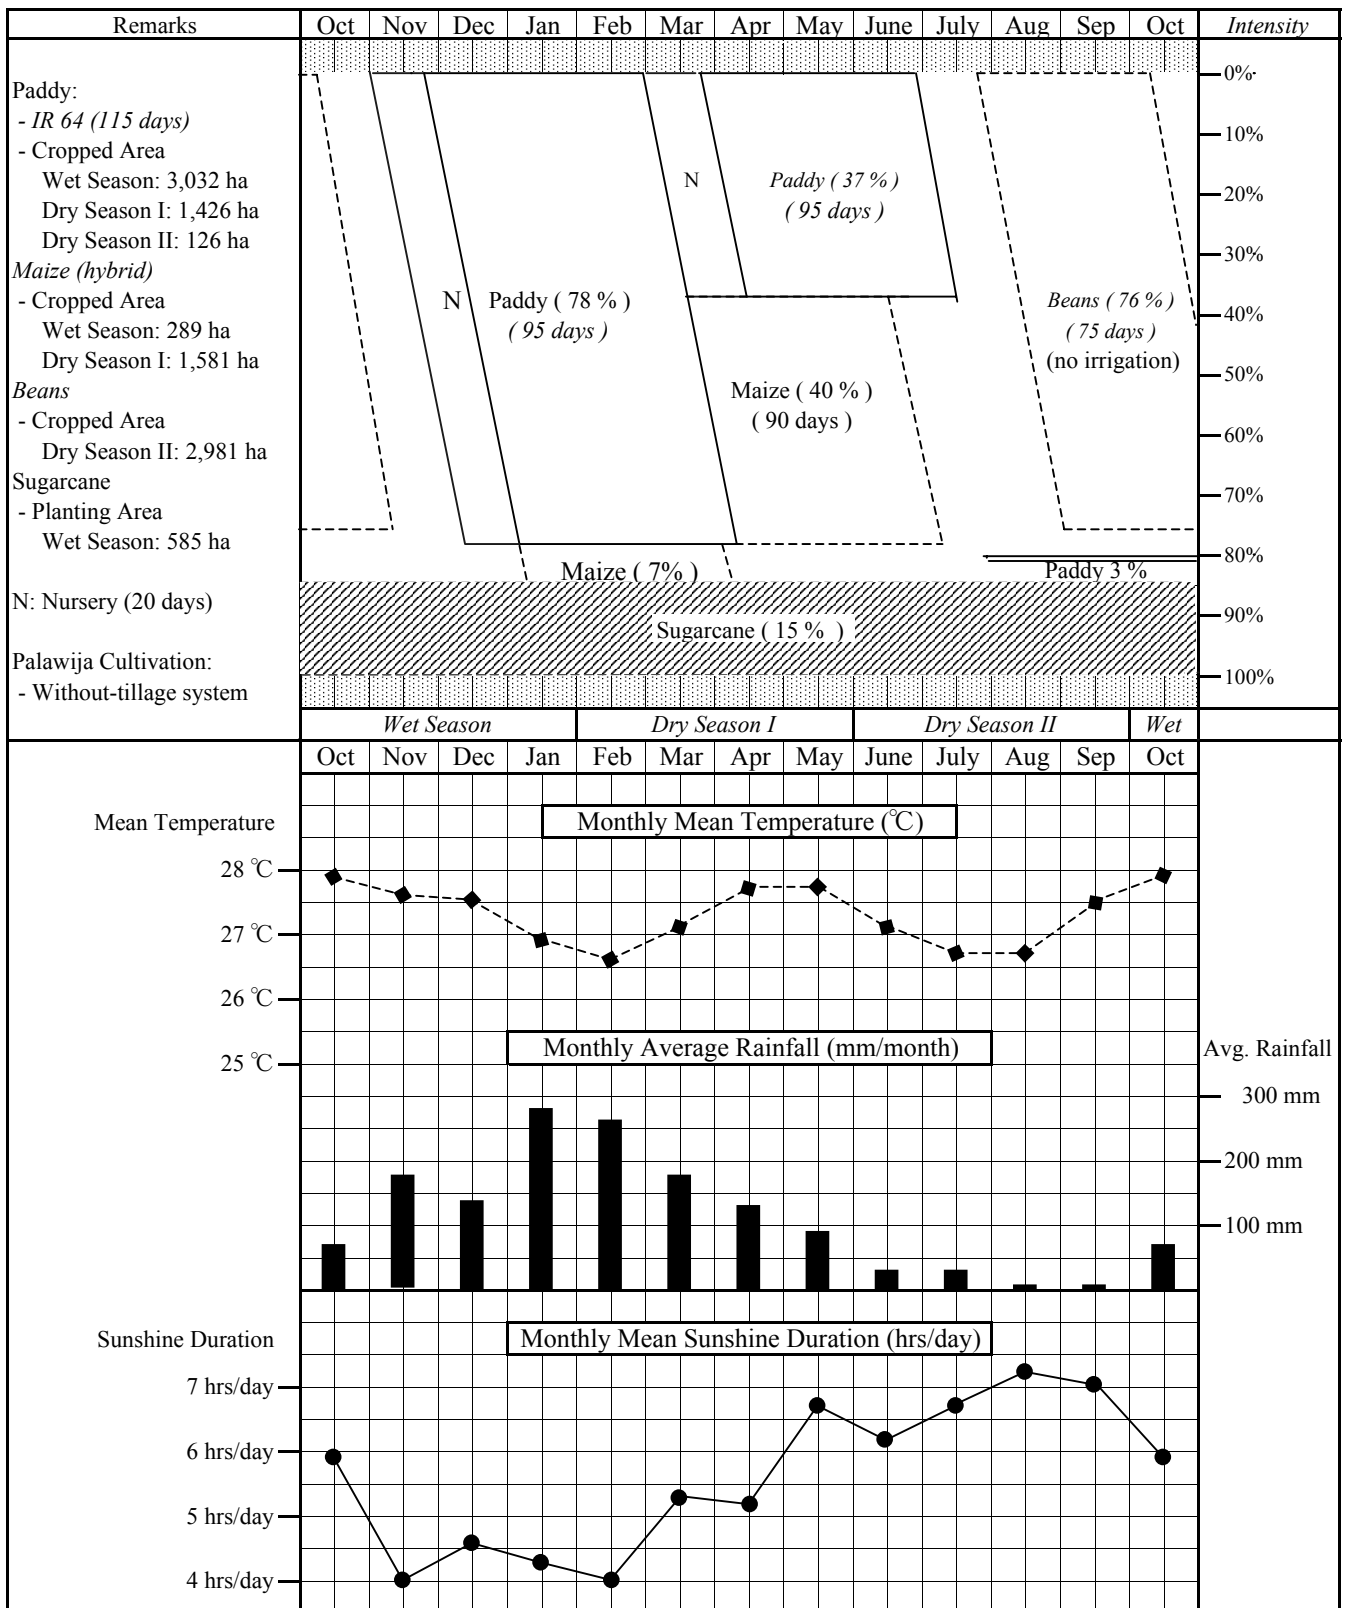 Remarks Oct Nov Dec Jan Feb Mar Apr May June July Aug Sep Oct Intensity
Paddy:
- IR 64 (115 days)
- Cropped Area
Wet Season: 3,032 ha
Dry Season I: 1,426 ha
Dry Season II: 126 ha
Maize (hybrid)
- Cropped Area
Wet Season: 289 ha
Dry Season I: 1,581 ha
Beans
- Cropped Area
Dry Season II: 2,981 ha
Sugarcane
- Planting Area
Wet Season: 585 ha
N: Nursery (20 days)
Palawija Cultivation:
- Without-tillage system
N
Paddy ( 78 % )
( 95 days )
N
Paddy ( 37 % )
( 95 days )
Maize ( 40 % )
( 90 days )
Beans ( 76 % )
( 75 days )
(no irrigation)
Maize ( 7% )
Paddy 3 %
Sugarcane ( 15 % )
0%
10%
20%
30%
40%
50%
60%
70%
80%
90%
100%
Wet Season Dry Season I Dry Season II Wet
Oct Nov Dec Jan Feb Mar Apr May June July Aug Sep Oct
Mean Temperature
Monthly Mean Temperature (℃)
28 ℃
27 ℃
26 ℃
25 ℃
Monthly Average Rainfall (mm/month)
Avg. Rainfall
300 mm
200 mm
100 mm
Sunshine Duration
Monthly Mean Sunshine Duration (hrs/day)
7 hrs/day
6 hrs/day
5 hrs/day
4 hrs/day